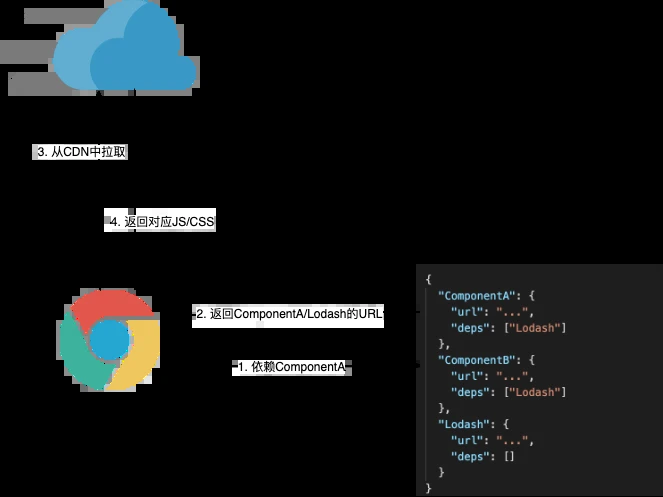 3. 从CDN中拉取
4. 返回对应JS/CSS
2. 返回ComponentA/Lodash的URL
1. 依赖ComponentA
{
  "ComponentA": {
    "url": "...",
    "deps": ["Lodash"]
  },
  "ComponentB": {
    "url": "...",
    "deps": ["Lodash"]
  },
  "Lodash": {
    "url": "...",
    "deps": []
  }
}